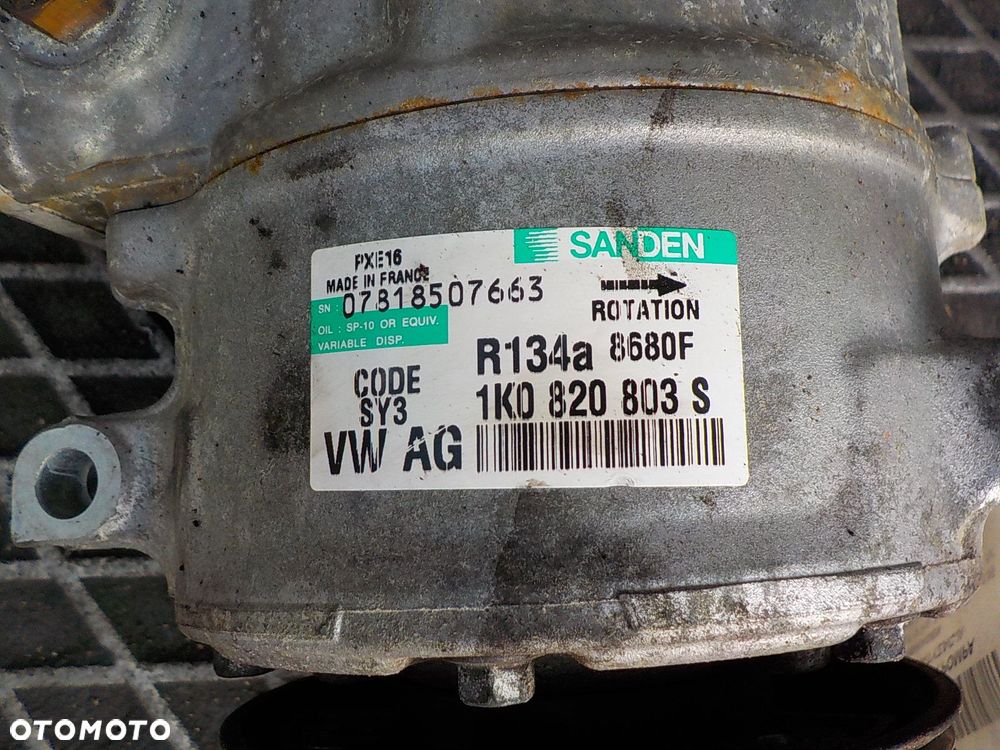 SANDEN
PXE16
MADE IN FRANCE
SN : 07818507663
ROTATION
OIL : SP-10 OR EQUIV.
VARIABLE DISP.
R134a 8680F
CODE
SY3
1K0 820 803 S
VW AG
OTOMOTO